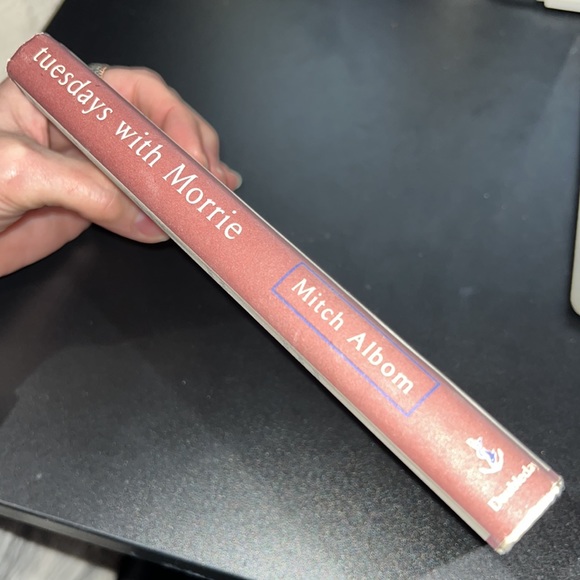 tuesdays with Morrie
Mitch Albom
Doubleday